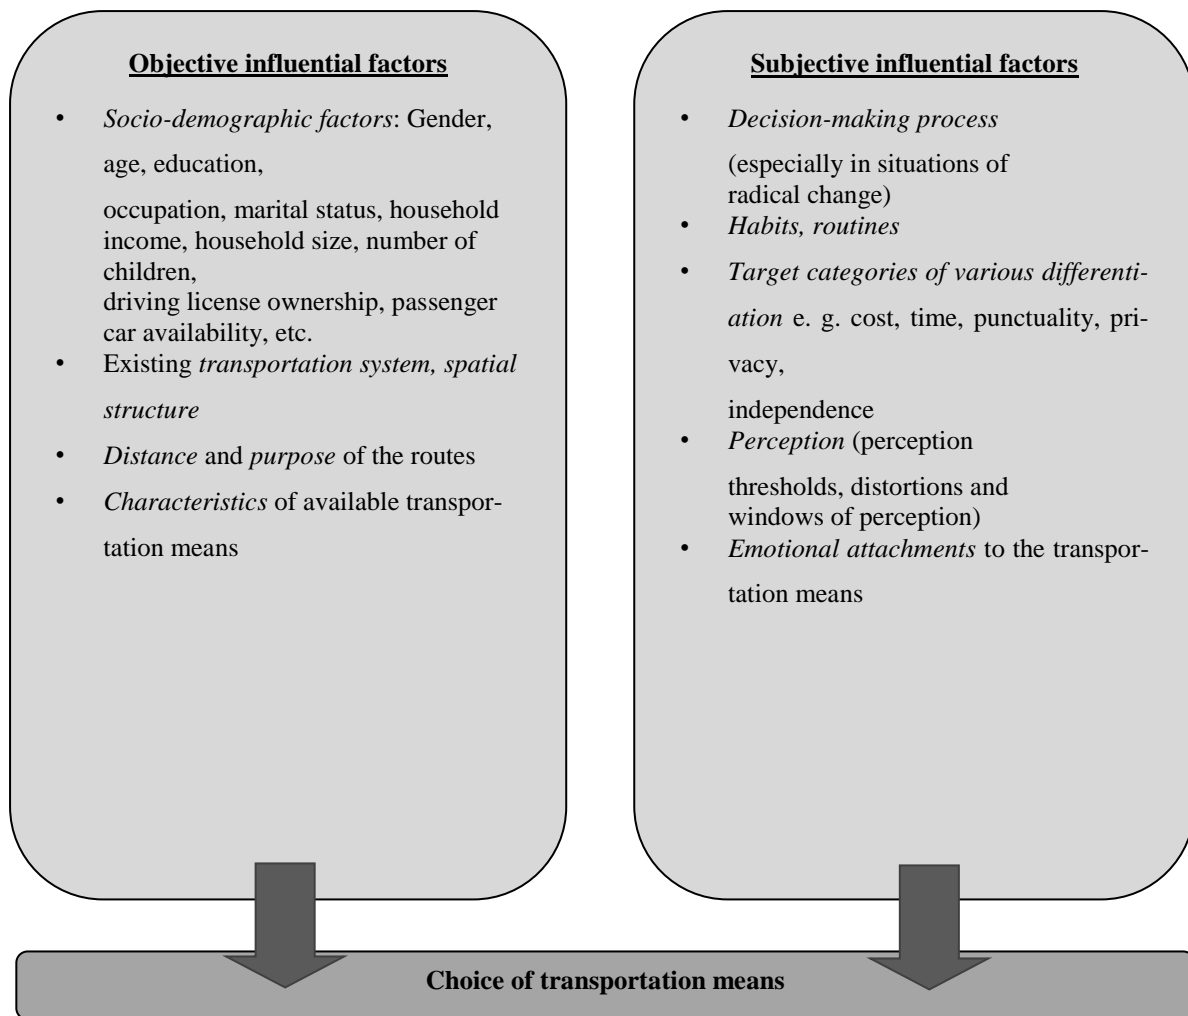 Objective influential factors
• Socio-demographic factors: Gender,
age, education,
occupation, marital status, household
income, household size, number of
children,
driving license ownership, passenger
car availability, etc.
• Existing transportation system, spatial
structure
• Distance and purpose of the routes
• Characteristics of available transpor-
tation means
Subjective influential factors
• Decision-making process
(especially in situations of
radical change)
• Habits, routines
• Target categories of various differenti-
ation e. g. cost, time, punctuality, pri-
vacy,
independence
• Perception (perception
thresholds, distortions and
windows of perception)
• Emotional attachments to the transpor-
tation means
Choice of transportation means